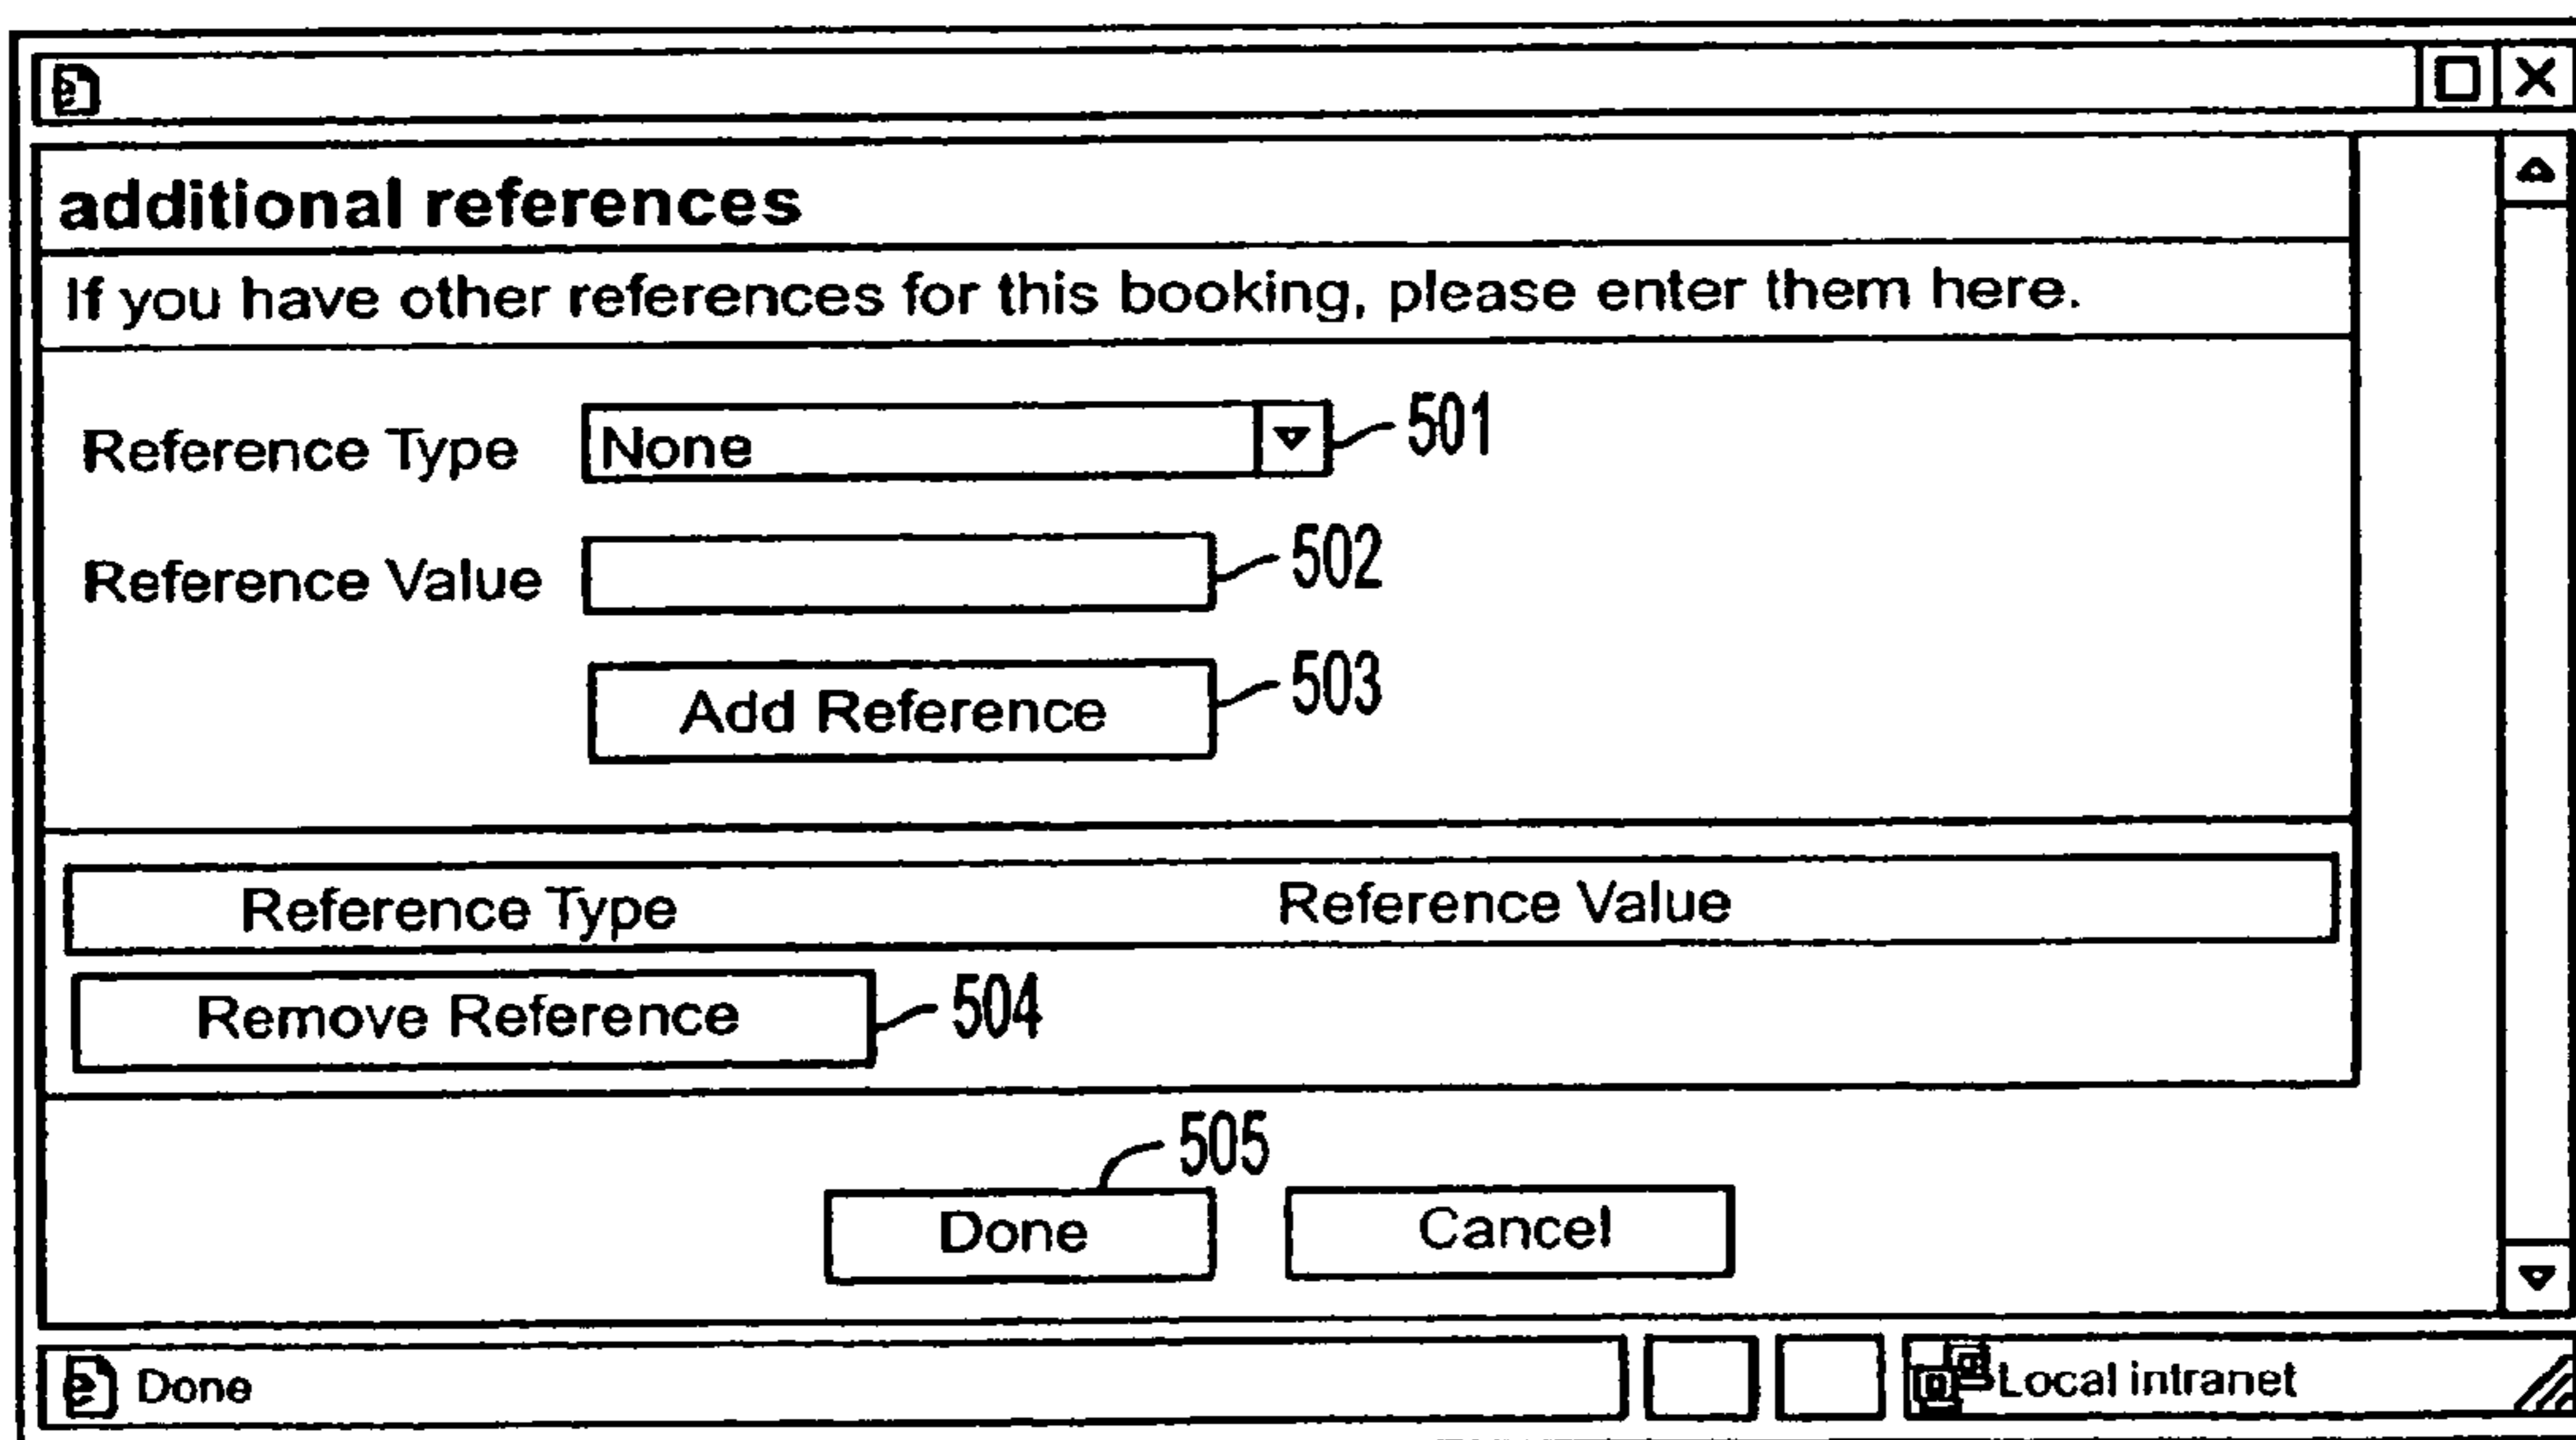 additional references
If you have other references for this booking, please enter them here.
Reference Type None 501
Reference Value 502
Add Reference 503
Reference Type Reference Value
Remove Reference 504
505
Done Cancel
Done Local intranet